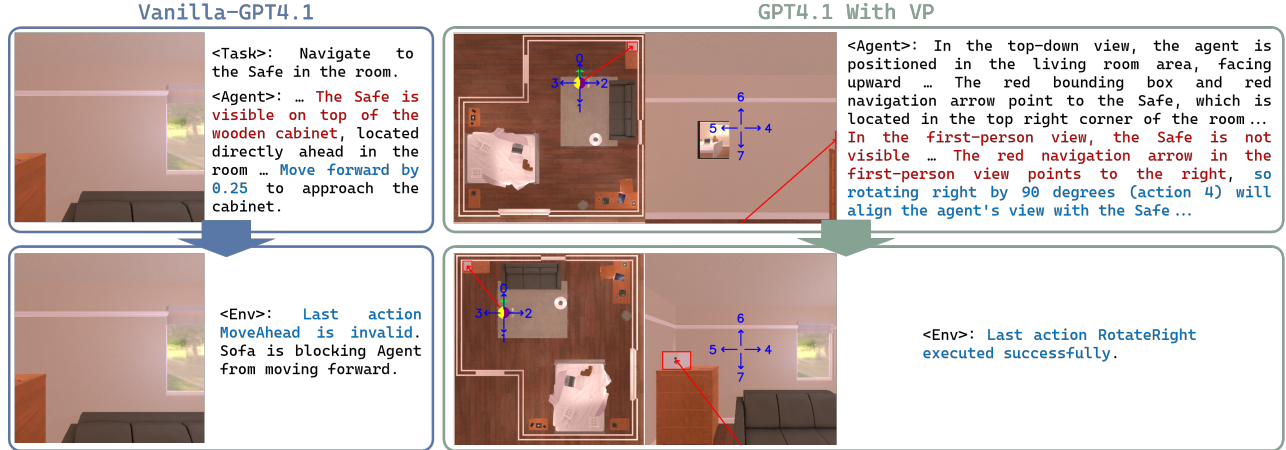 Vanilla-GPT4.1
GPT4.1 With VP
<Task>: Navigate to
the Safe in the room.
<Agent>: … The Safe is
visible on top of the
wooden cabinet, located
directly ahead in the
room … Move forward by
0.25 to approach the
cabinet.
0
3 2
1
6
5 4
7
<Agent>: In the top-down view, the agent is
positioned in the living room area, facing
upward … The red bounding box and red
navigation arrow point to the Safe, which is
located in the top right corner of the room…
In the first-person view, the Safe is not
visible … The red navigation arrow in the
first-person view points to the right, so
rotating right by 90 degrees (action 4) will
align the agent's view with the Safe…
<Env>: Last action
MoveAhead is invalid.
Sofa is blocking Agent
from moving forward.
0
3 2
1
6
5 4
7
<Env>: Last action RotateRight
executed successfully.